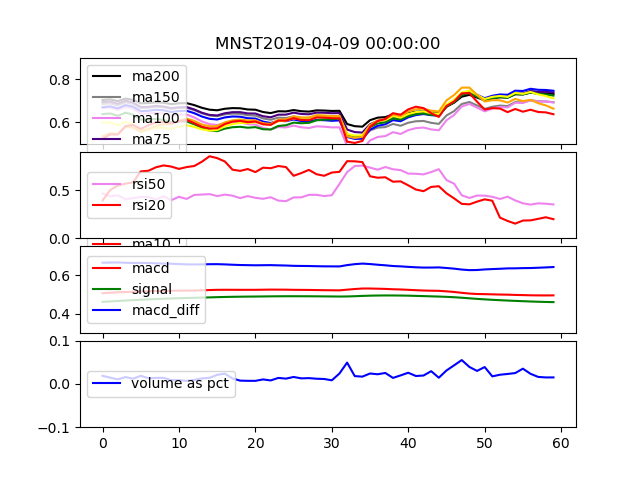 MNST2019-04-09 00:00:00
0.8
0.6
ma200
ma150
ma100
ma75
0.5
0.0
rsi50
rsi20
ma10
0.6
0.4
macd
signal
macd_diff
0.1
0.0
−0.1
volume as pct
0 10 20 30 40 50 60